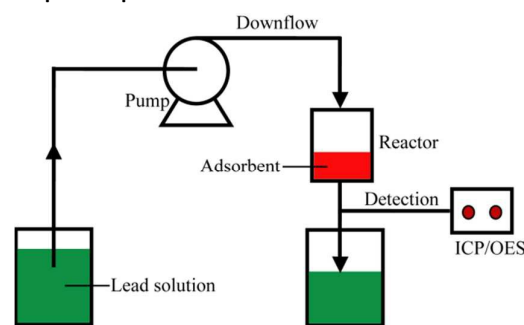 Downflow
Pump
Reactor
Adsorbent
Detection
ICP/OES
Lead solution